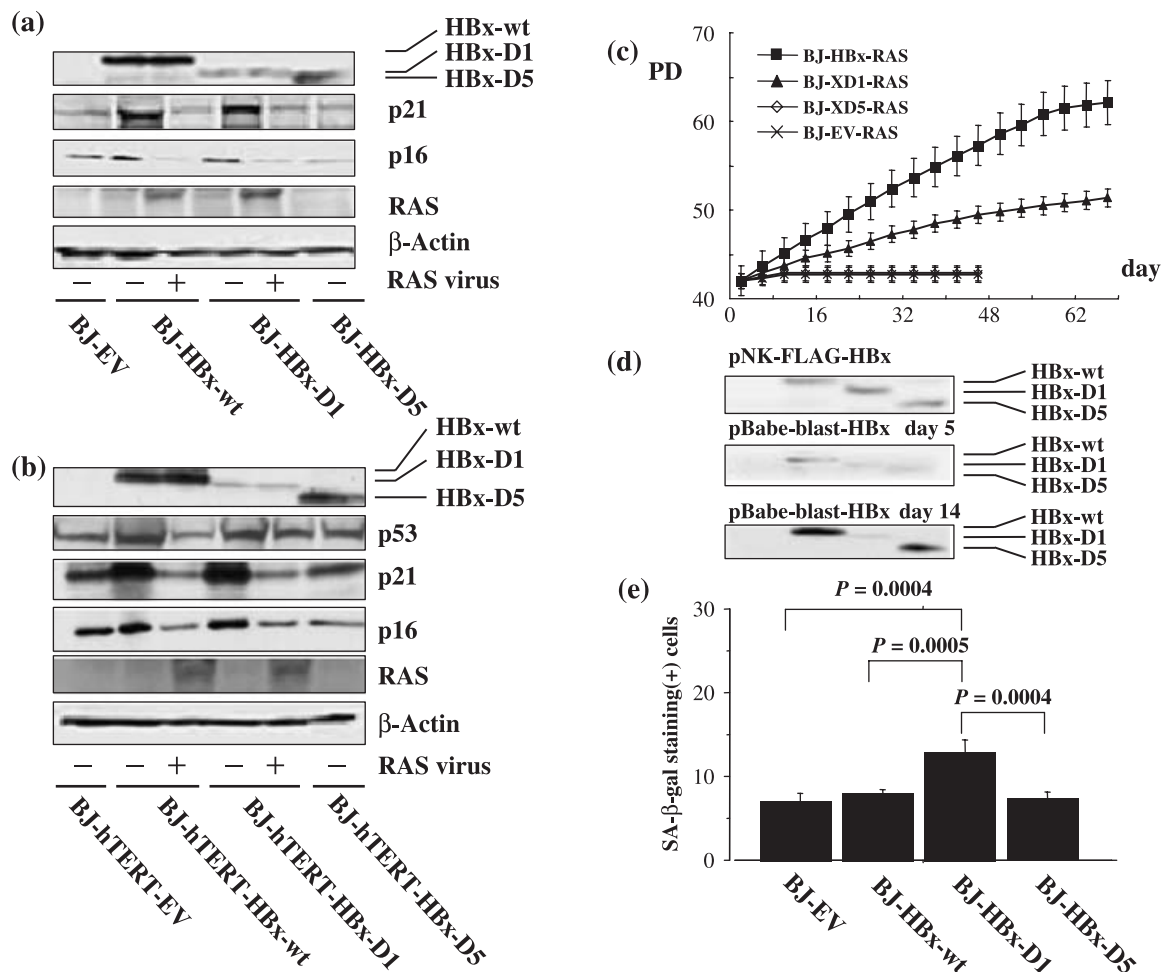 (a)
HBx-wt
HBx-D1
HBx-D5
p21
p16
RAS
β-Actin
RAS virus
− − + − + −
BJ-EV
BJ-HBx-wt
BJ-HBx-D1
BJ-HBx-D5
(b)
HBx-wt
HBx-D1
HBx-D5
p53
p21
p16
RAS
β-Actin
− − + − + − RAS virus
BJ-hTERT-EV
BJ-hTERT-HBx-wt
BJ-hTERT-HBx-D1
BJ-hTERT-HBx-D5
(c)
PD
70
60
50
40
0 16 32 48 62
day
BJ-HBx-RAS
BJ-XD1-RAS
BJ-XD5-RAS
BJ-EV-RAS
(d)
pNK-FLAG-HBx
HBx-wt
HBx-D1
HBx-D5
pBabe-blast-HBx day 5
HBx-wt
HBx-D1
HBx-D5
pBabe-blast-HBx day 14
HBx-wt
HBx-D1
HBx-D5
(e)
SA-β-gal staining(+) cells
30
20
10
0
P = 0.0004
P = 0.0005
P = 0.0004
BJ-EV
BJ-HBx-wt
BJ-HBx-D1
BJ-HBx-D5